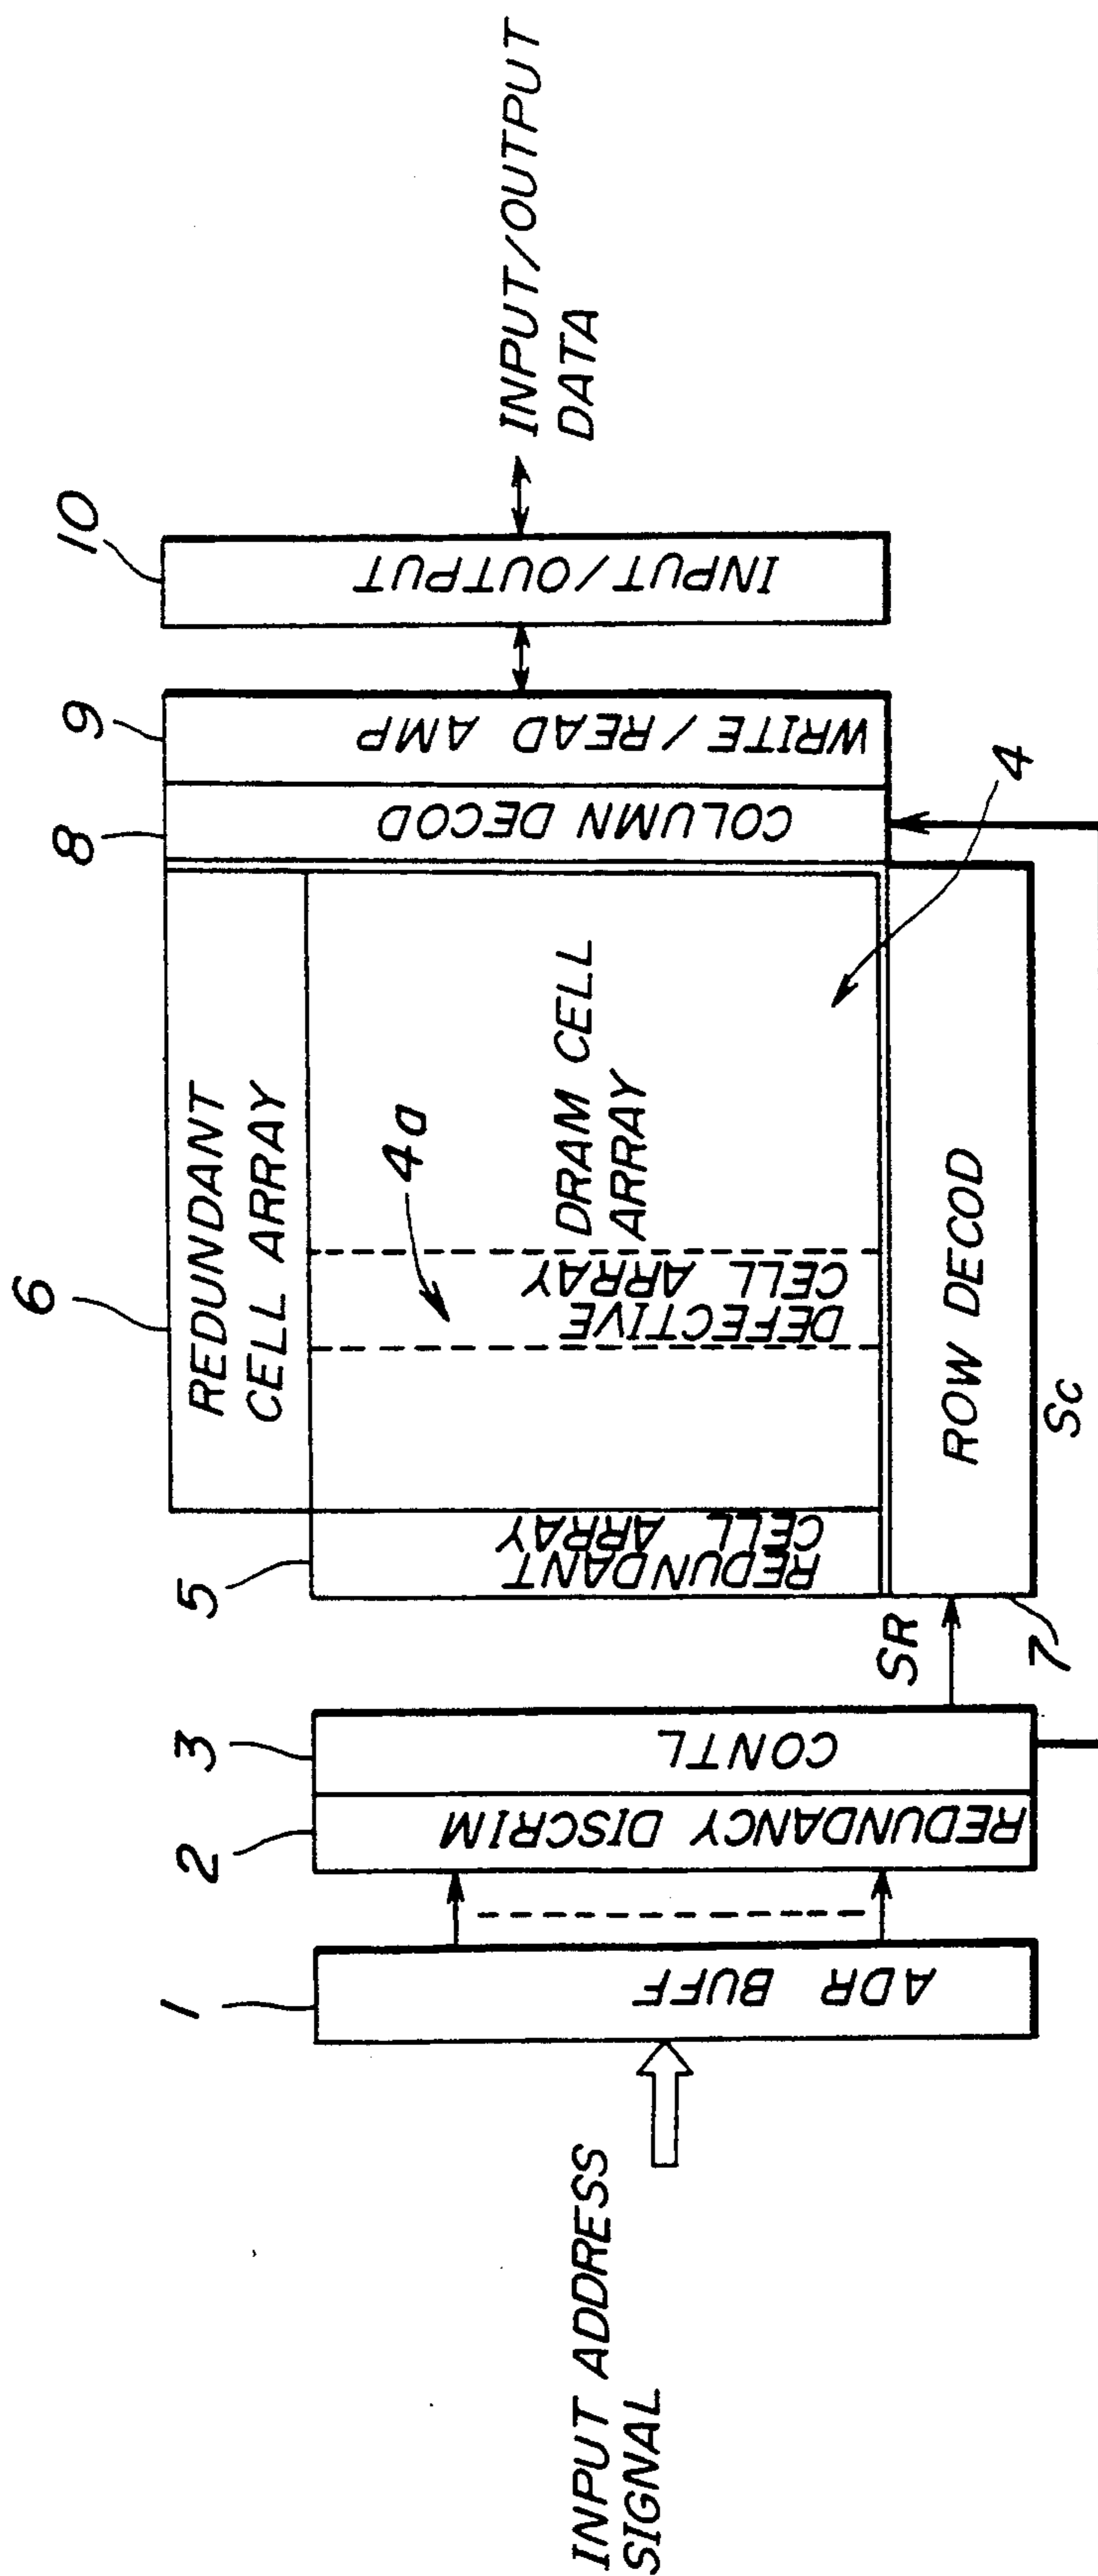 INPUT ADDRESS
SIGNAL
1
ADR BUFF
2
REDUNDANCY DISCRIM
3
CONTL
SR
5
REDUNDANT
CELL ARRAY
6
REDUNDANT
CELL ARRAY
4a
DEFECTIVE
CELL ARRAY
DRAM CELL
ARRAY
4
7
ROW DECOD
Sc
8
COLUMN DECOD
9
WRITE/READ AMP
10
INPUT/OUTPUT
INPUT/OUTPUT
DATA